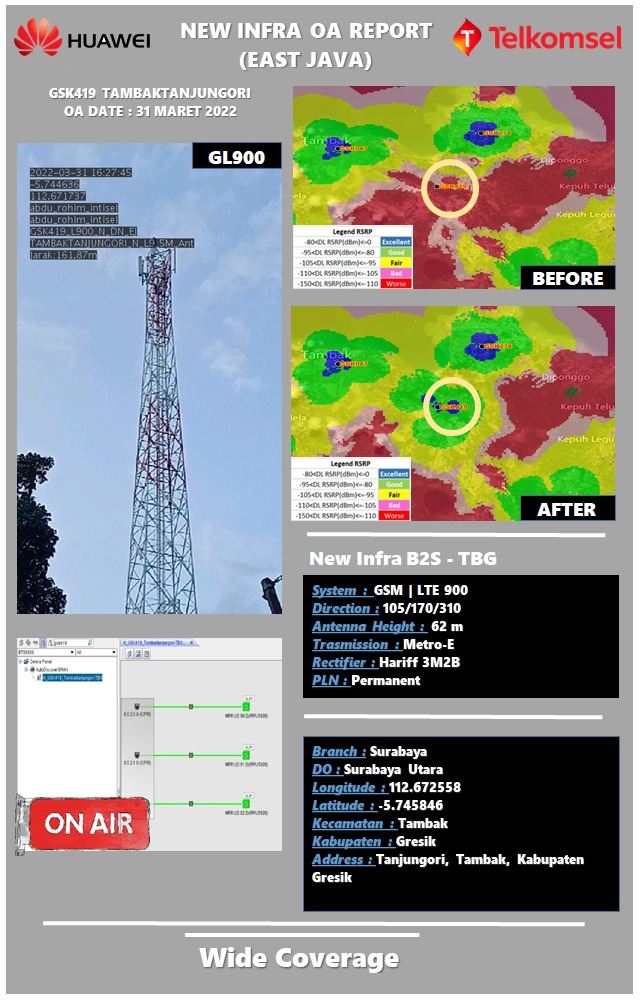 HUAWEI
NEW INFRA OA REPORT
(EAST JAVA)
Telkomsel
GSK419 TAMBAKTANJUNGORI
OA DATE : 31 MARET 2022
GL900
2022-03-31 16:27:45
-5.744636
112.671737
abdu_rohim_intisel
abdu_rohim_intisel
GSK419_L900_N_DN_El
TAMBAKTANJUNGORI_N_L9_5M_Ant
larak:161.87m
Tambak
GSK047
GSK274
GSK419
Diponggo
Kepuh Telu
Kepuh Legu
Legend RSRP
-80<DL RSRP(dBm)<=0 Excellent
-95<DL RSRP(dBm)<=-80 Good
-105<DL RSRP(dBm)<=-95 Fair
-110<DL RSRP(dBm)<=-105 Bad
-150<DL RSRP(dBm)<=-110 Worse
BEFORE
Tambak
GSK047
GSK274
GSK419
Diponggo
Kepuh Telu
Kepuh Legu
ela
Legend RSRP
-80<DL RSRP(dBm)<=0 Excellent
-95<DL RSRP(dBm)<=-80 Good
-105<DL RSRP(dBm)<=-95 Fair
-110<DL RSRP(dBm)<=-105 Bad
-150<DL RSRP(dBm)<=-110 Worse
AFTER
New Infra B2S - TBG
System : GSM | LTE 900
Direction : 105/170/310
Antenna Height : 62 m
Trasmission : Metro-E
Rectifier : Hariff 3M2B
PLN : Permanent
Device Panel
ON AIR
Branch : Surabaya
DO : Surabaya Utara
Longitude : 112.672558
Latitude : -5.745846
Kecamatan : Tambak
Kabupaten : Gresik
Address : Tanjungori, Tambak, Kabupaten
Gresik
Wide Coverage